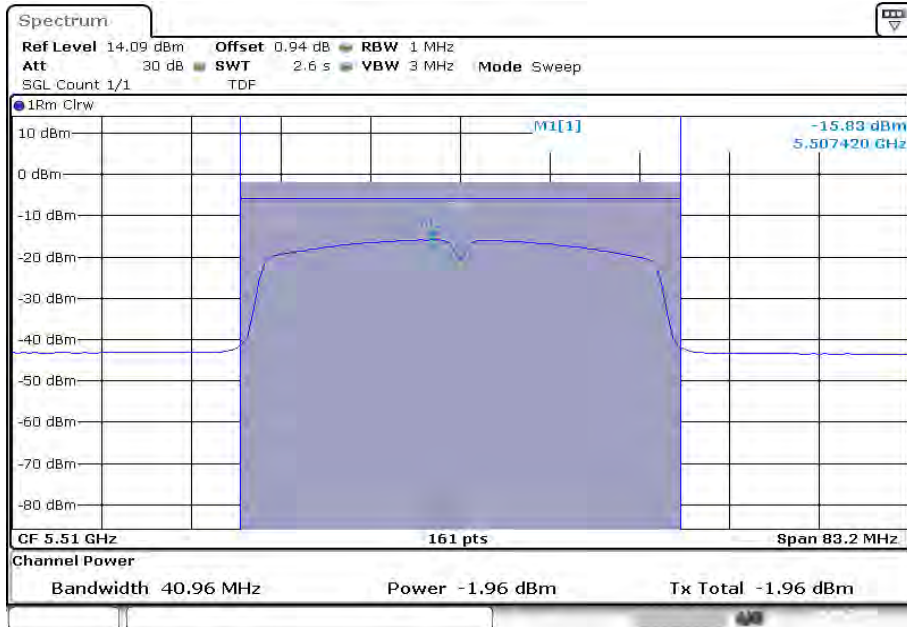 Spectrum
Ref Level 14.09 dBm Offset 0.94 dB RBW 1 MHz
Att 30 dB SWT 2.6 s VBW 3 MHz Mode Sweep
SGL Count 1/1 TDF
1Rm Clrw
M1[1] -15.83 dBm
5.507420 GHz
10 dBm
0 dBm
-10 dBm
-20 dBm
-30 dBm
-40 dBm
-50 dBm
-60 dBm
-70 dBm
-80 dBm
CF 5.51 GHz 161 pts Span 83.2 MHz
Channel Power
Bandwidth 40.96 MHz Power -1.96 dBm Tx Total -1.96 dBm